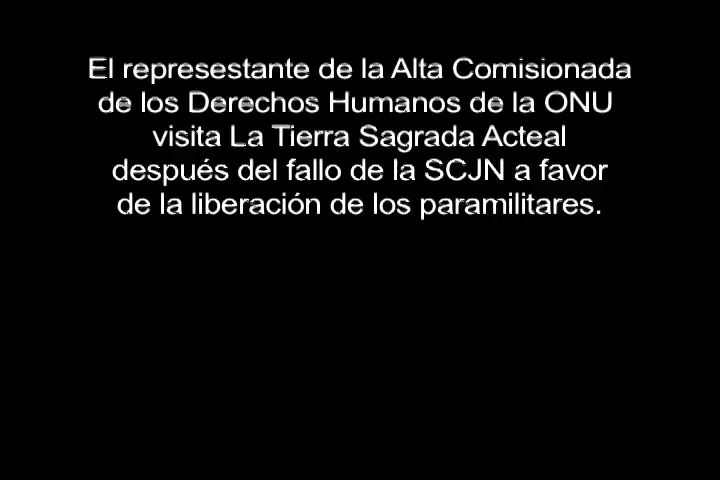 El represestante de la Alta Comisionada
de los Derechos Humanos de la ONU
visita La Tierra Sagrada Acteal
después del fallo de la SCJN a favor
de la liberación de los paramilitares.